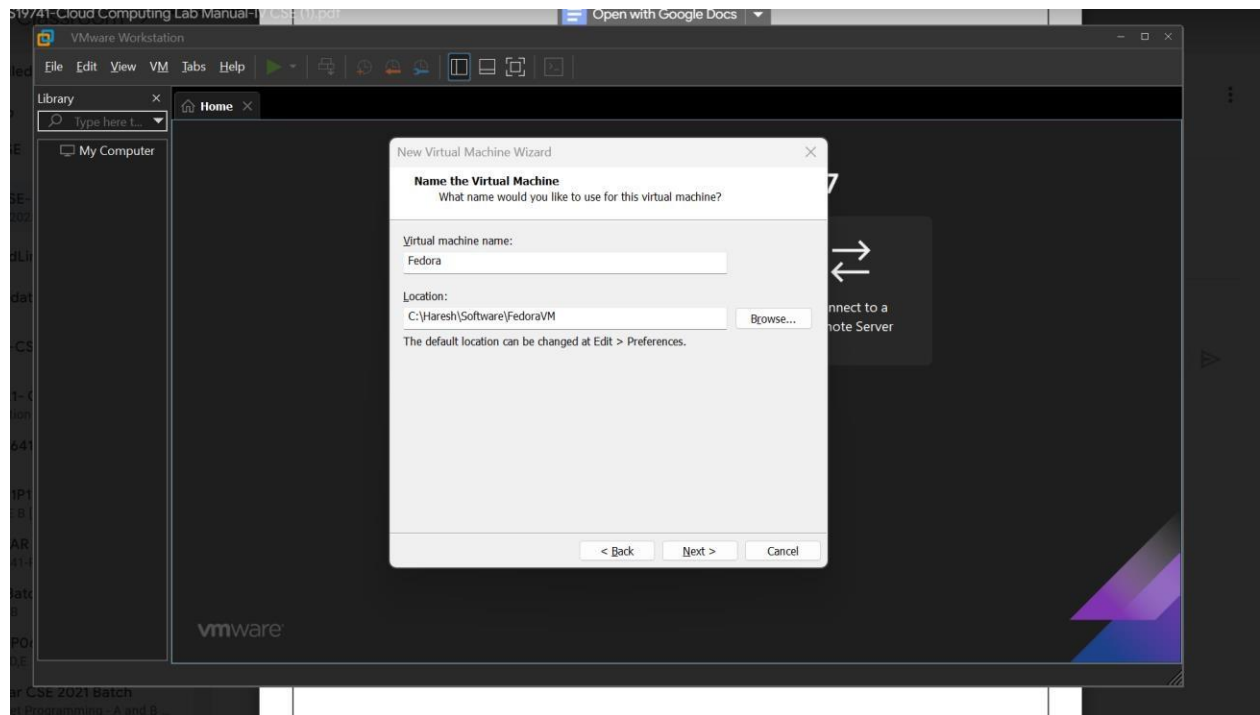 S19741-Cloud Computing Lab Manual-IV CSE (1).pdf
Open with Google Docs
VMware Workstation
File Edit View VM Tabs Help
Library
Home
Type here t...
My Computer
New Virtual Machine Wizard
Name the Virtual Machine
What name would you like to use for this virtual machine?
7
Virtual machine name:
Fedora
Location:
C:\Haresh\Software\FedoraVM
Browse...
The default location can be changed at Edit > Preferences.
nnect to a
note Server
< Back Next > Cancel
vmware
ar CSE 2021 Batch
et Programming - A and B